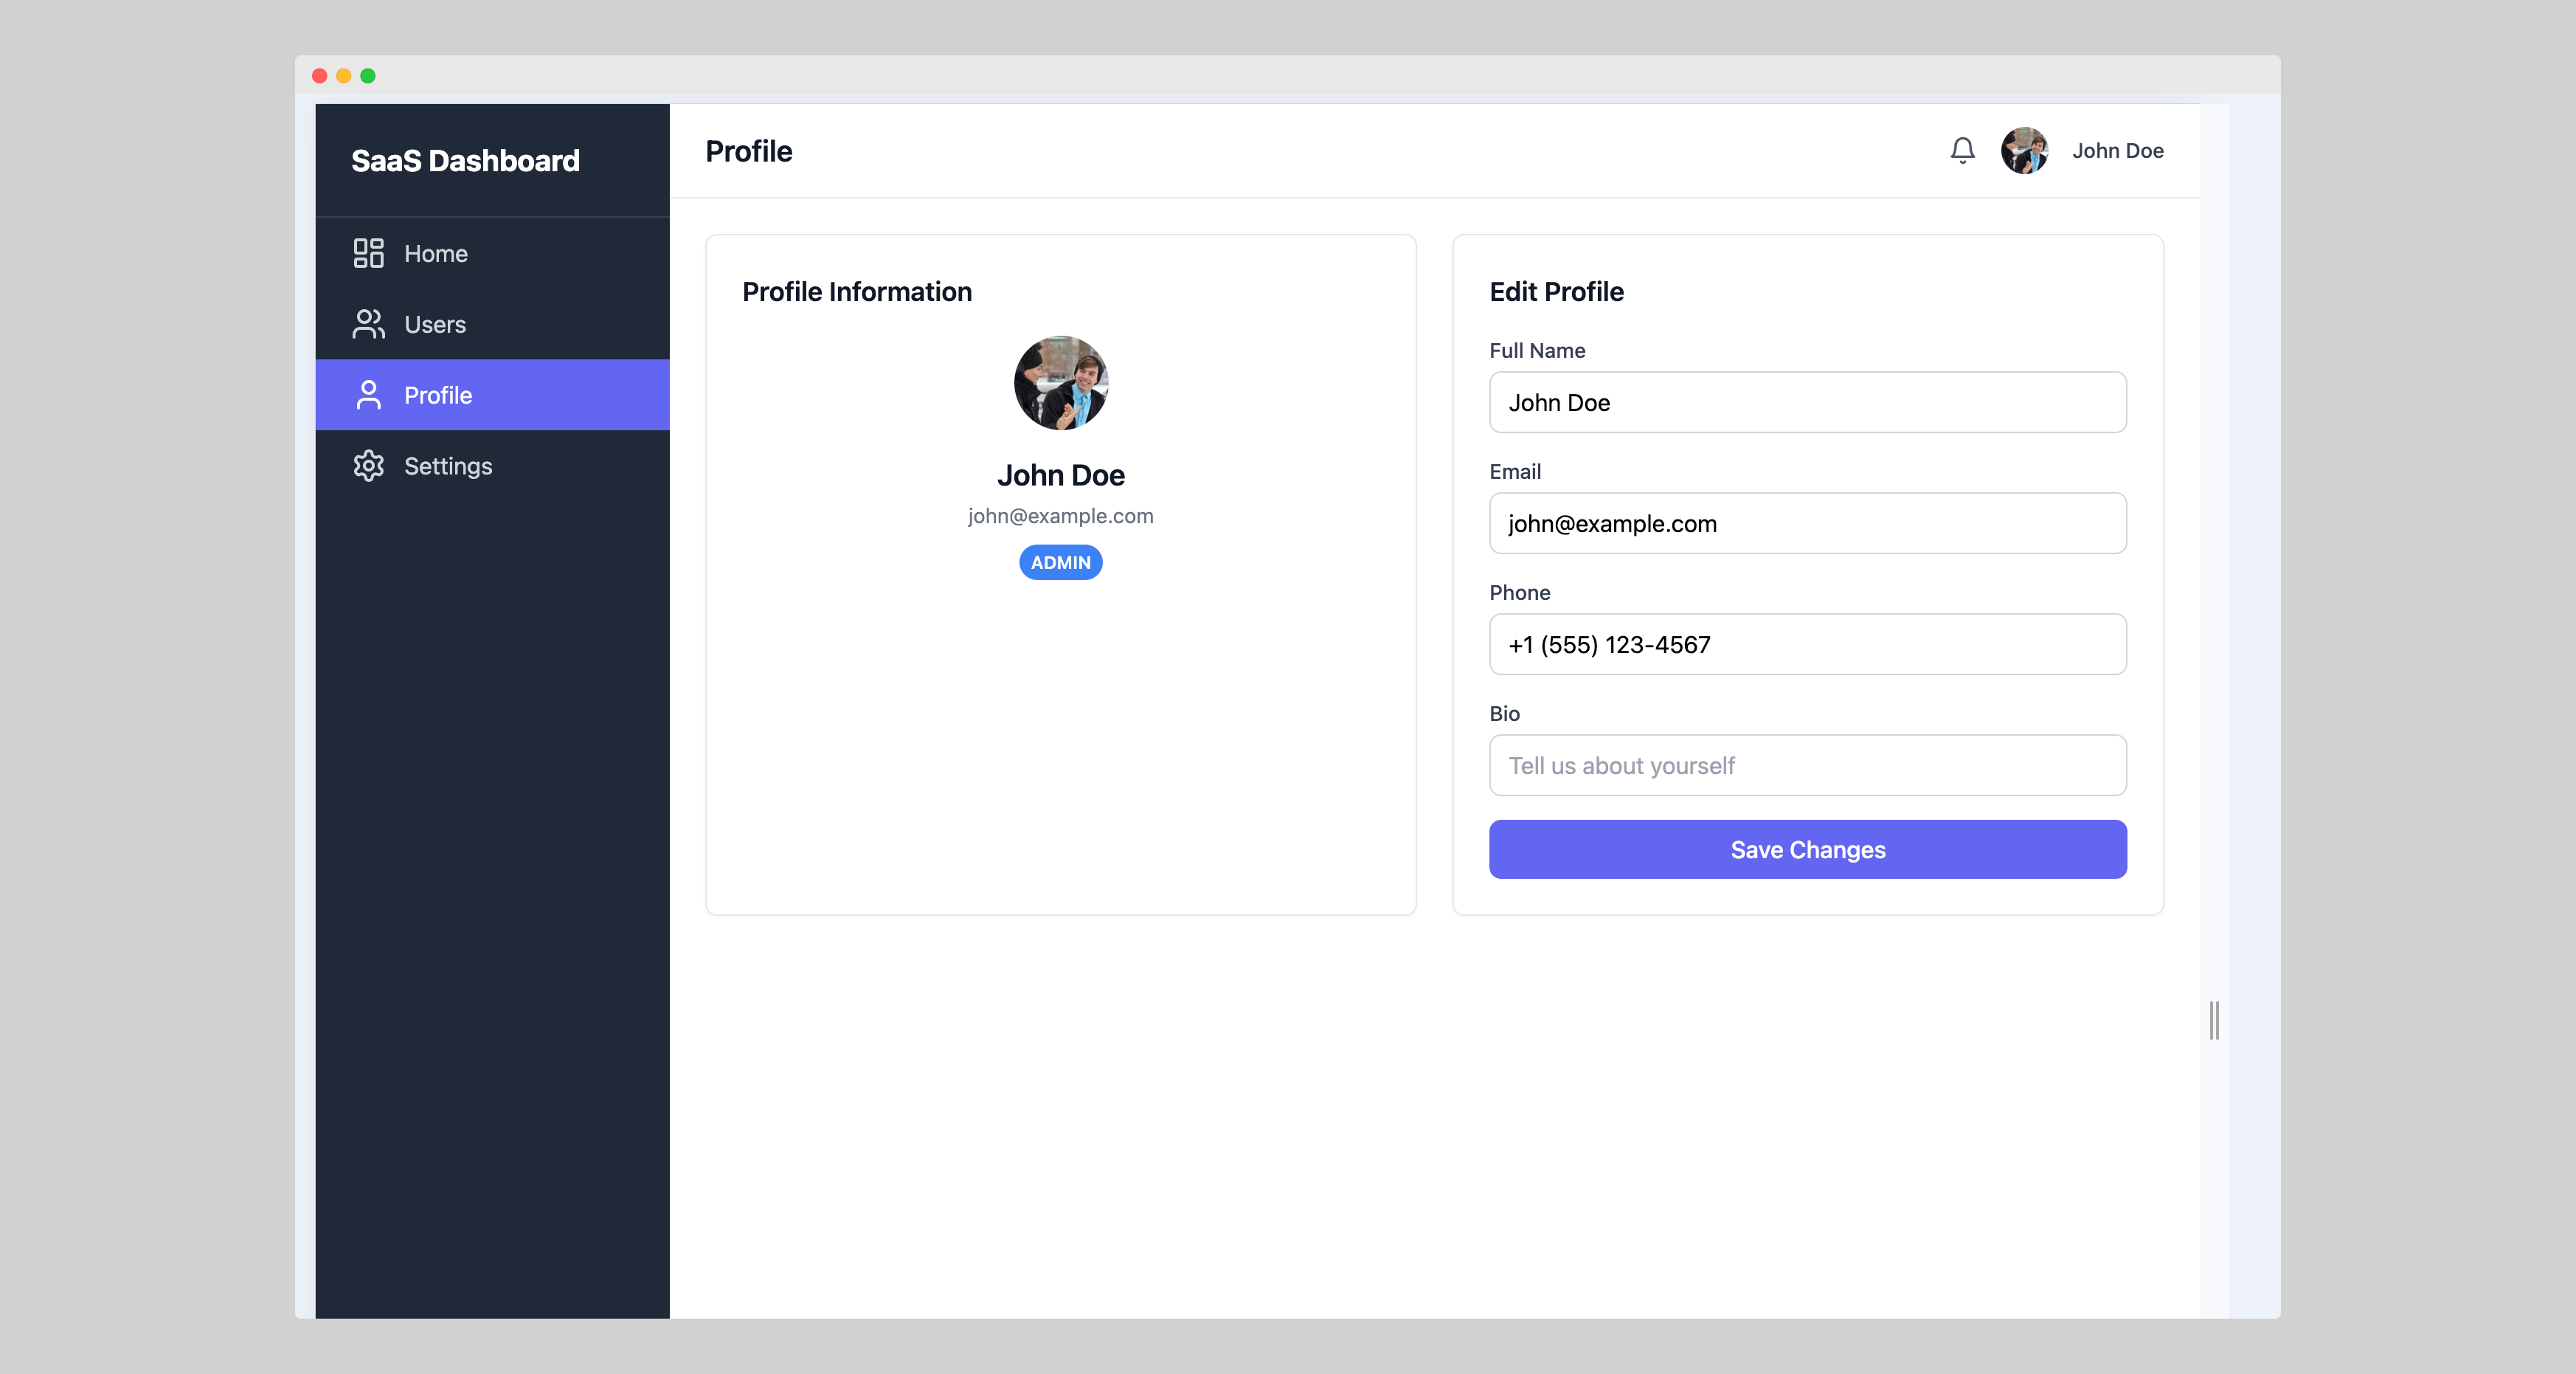 SaaS Dashboard
Home
Users
Profile
Settings
Profile
John Doe
Profile Information
John Doe
john@example.com
ADMIN
Edit Profile
Full Name
John Doe
Email
john@example.com
Phone
+1 (555) 123-4567
Bio
Tell us about yourself
Save Changes